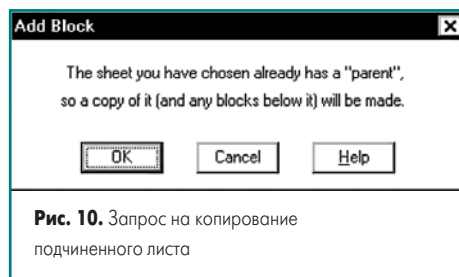 Add Block
The sheet you have chosen already has a "parent",
so a copy of it (and any blocks below it) will be made.
OK Cancel Help
Рис. 10. Запрос на копирование
подчиненного листа